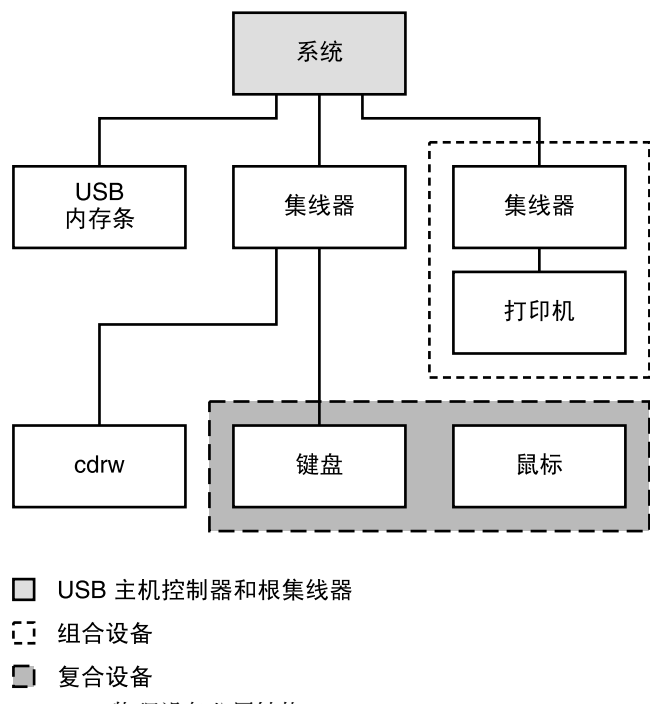 系统
USB
内存条
集线器
集线器
打印机
cdrw
键盘
鼠标
USB 主机控制器和根集线器
组合设备
复合设备